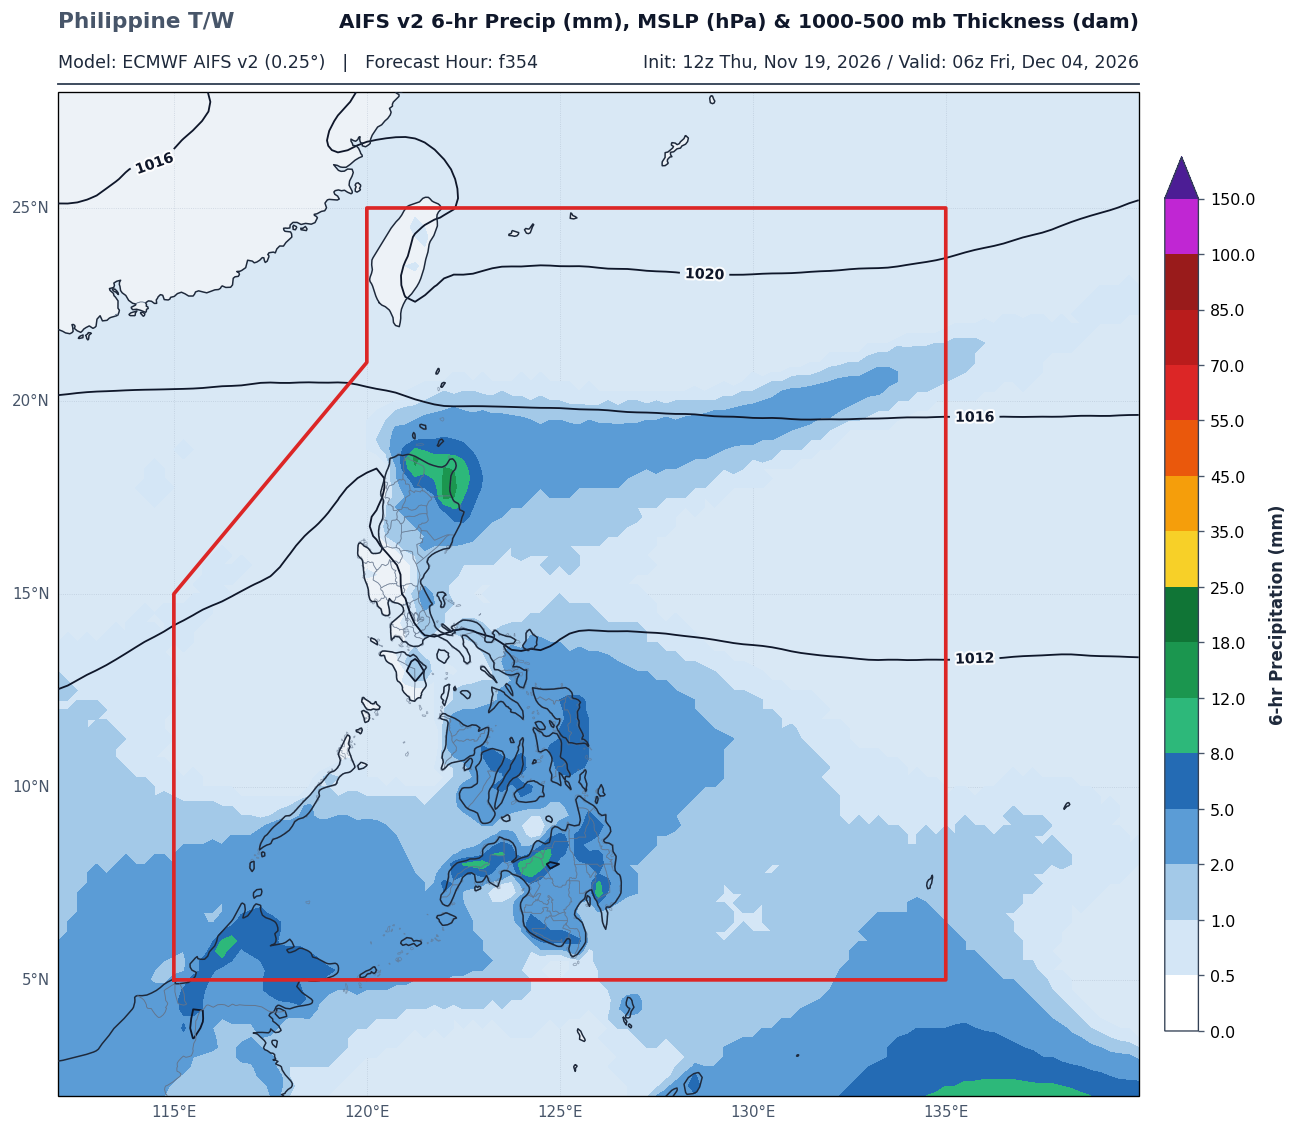 Philippine T/W
AIFS v2 6-hr Precip (mm), MSLP (hPa) & 1000-500 mb Thickness (dam)
Model: ECMWF AIFS v2 (0.25°) | Forecast Hour: f354
Init: 12z Thu, Nov 19, 2026 / Valid: 06z Fri, Dec 04, 2026
1016
1020
1016
1012
25°N
20°N
15°N
10°N
5°N
115°E
120°E
125°E
130°E
135°E
150.0
100.0
85.0
70.0
55.0
45.0
35.0
25.0
18.0
12.0
8.0
5.0
2.0
1.0
0.5
0.0
6-hr Precipitation (mm)